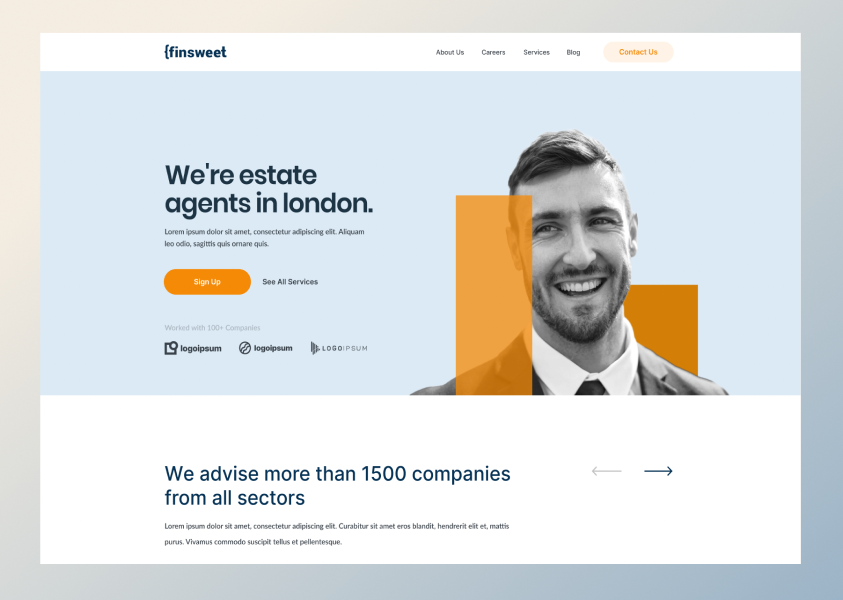 {finsweet
About Us Careers Services Blog Contact Us
We're estate
agents in london.
Lorem ipsum dolor sit amet, consectetur adipiscing elit. Aliquam
leo odio, sagittis quis ornare quis.
Sign Up See All Services
Worked with 100+ Companies
logoipsum logoipsum LOGOIPSUM
We advise more than 1500 companies
from all sectors
Lorem ipsum dolor sit amet, consectetur adipiscing elit. Curabitur sit amet eros blandit, hendrerit elit et, mattis
purus. Vivamus commodo suscipit tellus et pellentesque.